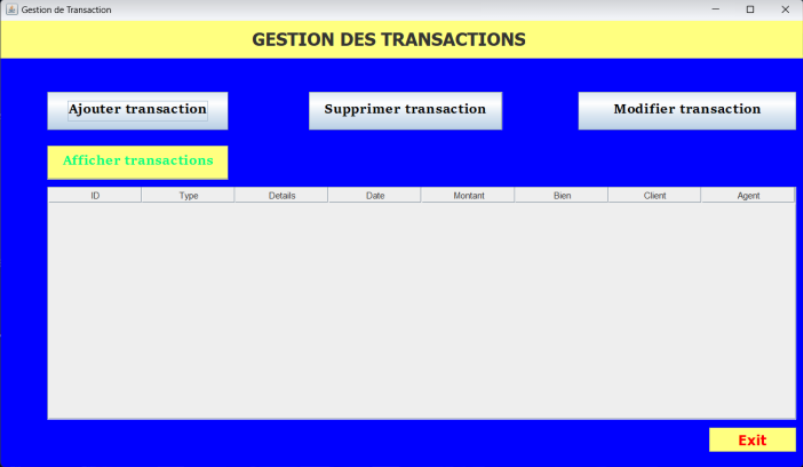 Gestion de Transaction
GESTION DES TRANSACTIONS
Ajouter transaction Supprimer transaction Modifier transaction
Afficher transactions
ID Type Details Date Montant Bien Client Agent
Exit